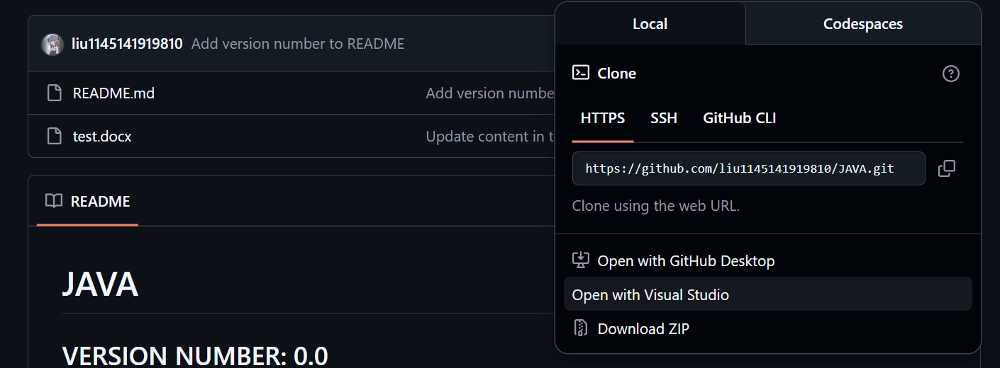 liu1145141919810 Add version number to README
README.md Add version numbe
test.docx Update content in t
README
JAVA
VERSION NUMBER: 0.0
Local Codespaces
Clone
HTTPS SSH GitHub CLI
https://github.com/liu1145141919810/JAVA.git
Clone using the web URL.
Open with GitHub Desktop
Open with Visual Studio
Download ZIP